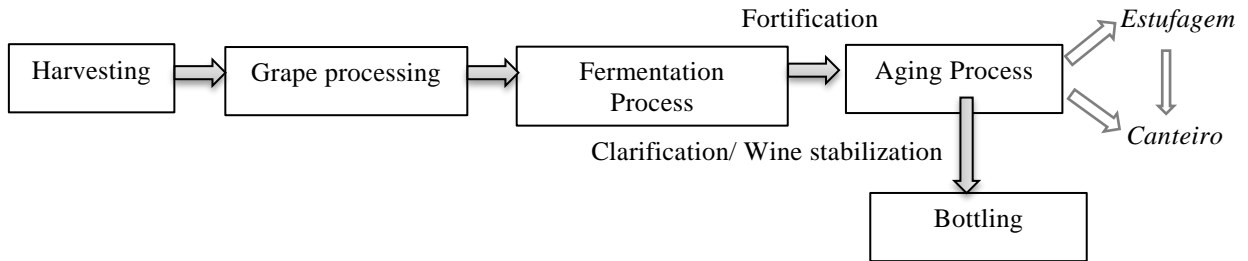 Fortification
Estufagem
Harvesting
Grape processing
Fermentation
Process
Aging Process
Canteiro
Clarification/ Wine stabilization
Bottling